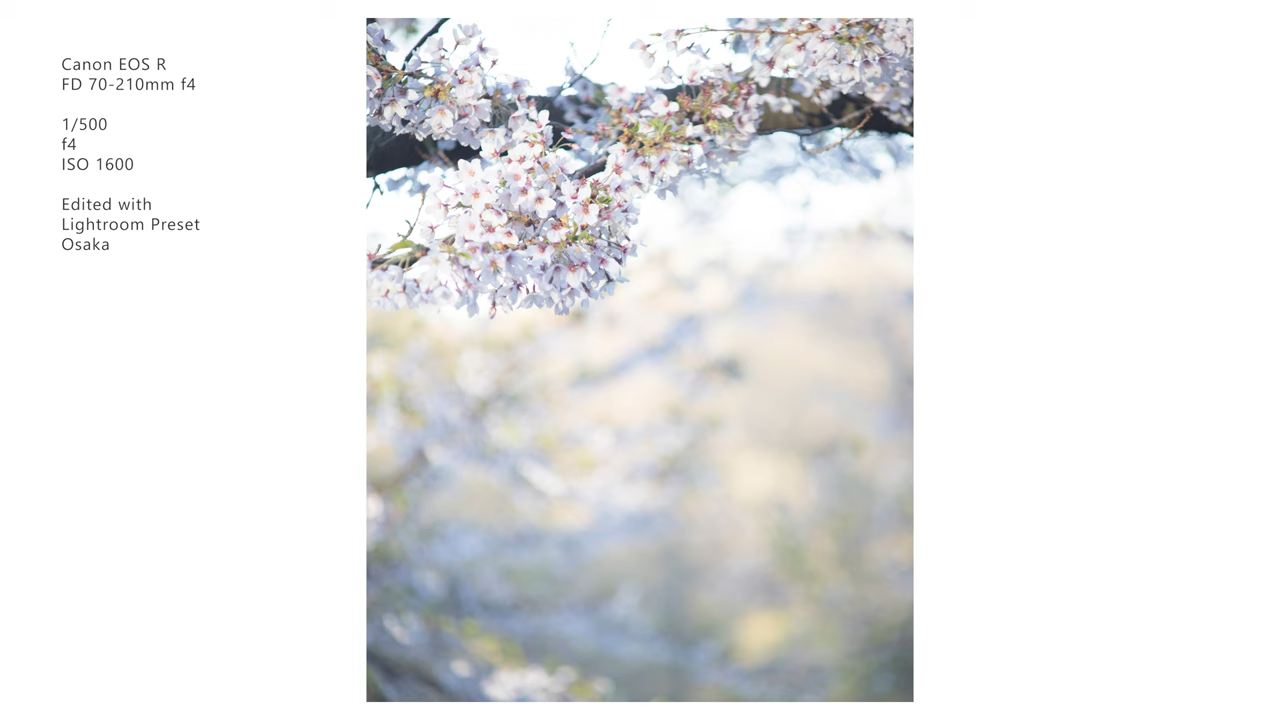 Canon EOS R
FD 70-210mm f4
1/500
f4
ISO 1600
Edited with
Lightroom Preset
Osaka